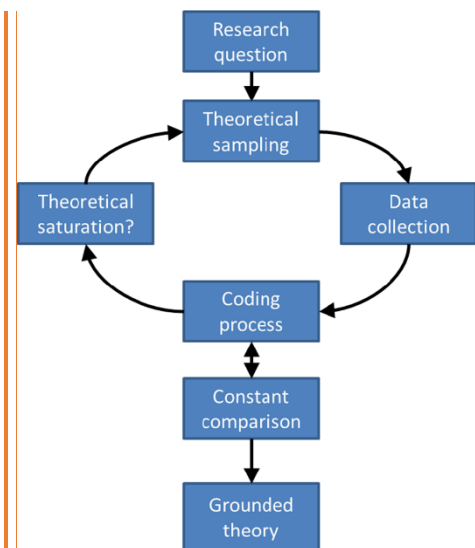 Research
question
Theoretical
sampling
Theoretical
saturation?
Data
collection
Coding
process
Constant
comparison
Grounded
theory